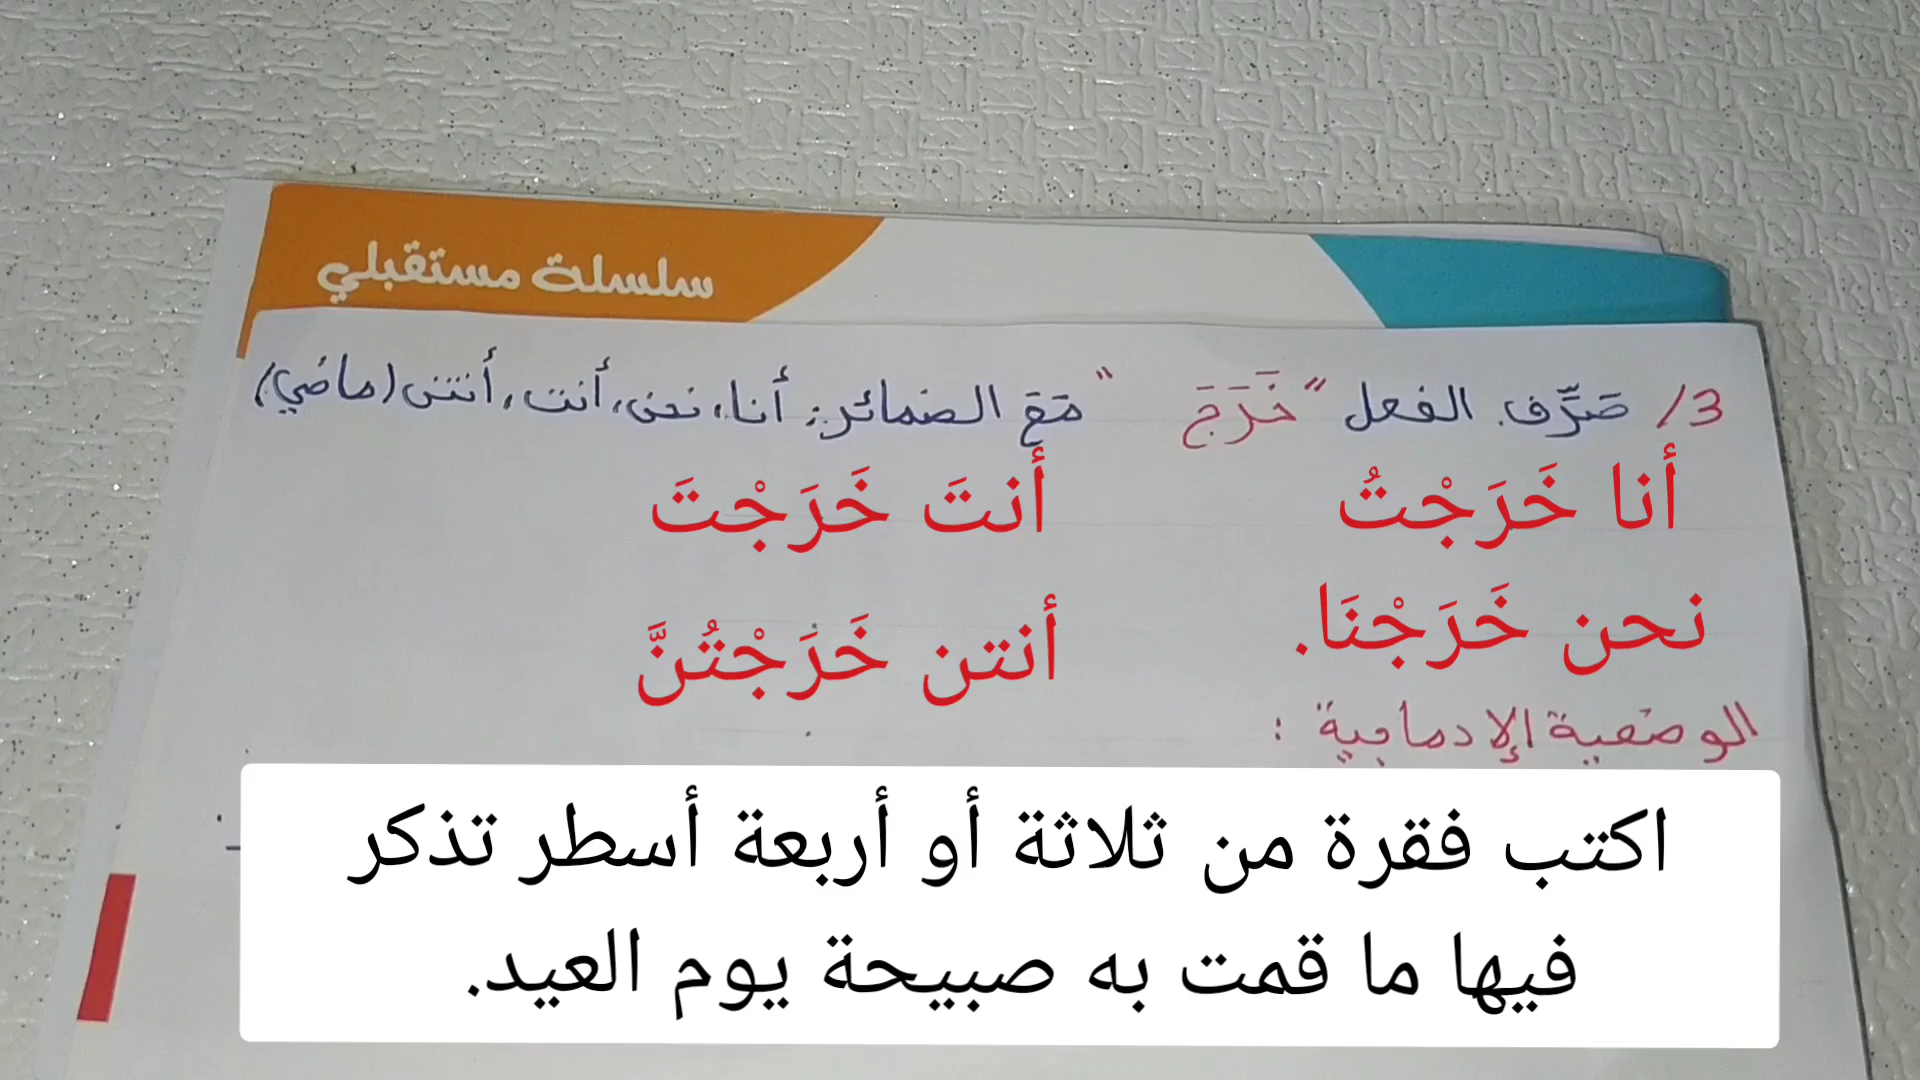 سلسلة مستقبلي
3/ صَرِّف الفعل "خَرَجَ" مَعَ الضمائر: أنا، نحن، أنت، أنتن (ماضي)
أنا خَرَجْتُ أنتَ خَرَجْتَ
نحن خَرَجْنَا. أنتن خَرَجْتُنَّ
الوضعية الإدماجية :
اكتب فقرة من ثلاثة أو أربعة أسطر تذكر
فيها ما قمت به صبيحة يوم العيد.